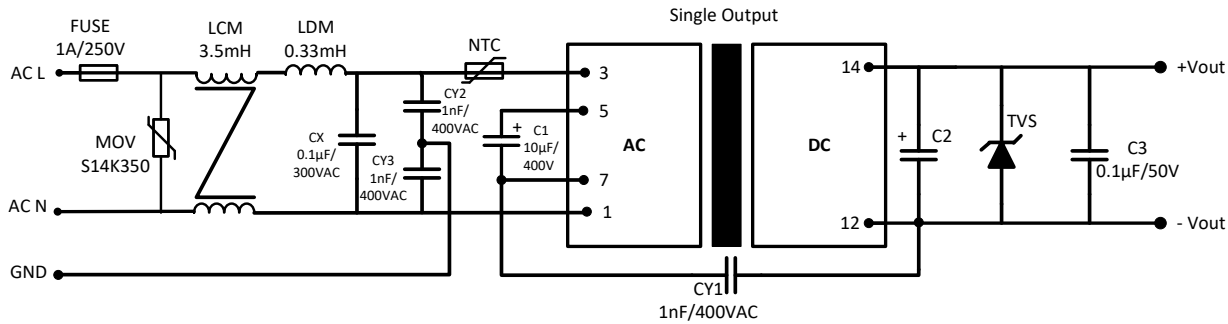 Single Output
FUSE
1A/250V
LCM
3.5mH
LDM
0.33mH
NTC
AC L
3
14
+Vout
CY2
1nF/
400VAC
5
MOV
S14K350
CX
0.1µF/
300VAC
CY3
1nF/
400VAC
+
C1
10µF/
400V
AC
DC
+
C2
TVS
C3
0.1µF/50V
7
AC N
1
12
- Vout
GND
CY1
1nF/400VAC